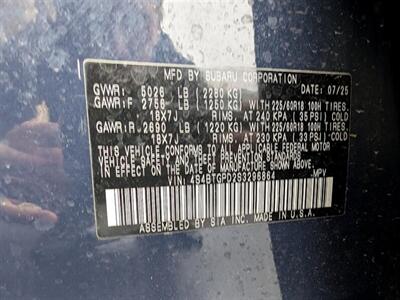 MFD BY SUBARU CORPORATION
GVWR: 5026 LB (2280 KG) DATE: 07/25
GAWR:F 2756 LB (1250 KG) WITH 225/60R18 100H TIRES,
18X7J RIMS, AT 240 KPA (35 PSI) COLD
GAWR:R 2690 LB (1220 KG) WITH 225/60R18 100H TIRES,
18X7J RIMS, AT 230 KPA (33 PSI) COLD
THIS VEHICLE CONFORMS TO ALL APPLICABLE
FEDERAL MOTOR VEHICLE SAFETY, BUMPER, AND
THEFT PREVENTION STANDARDS IN EFFECT ON THE
DATE OF MANUFACTURE SHOWN ABOVE.
VIN: 4S4BTGPD2S3296864 MPV
ASSEMBLED BY SIA INC. MADE IN U.S.A.